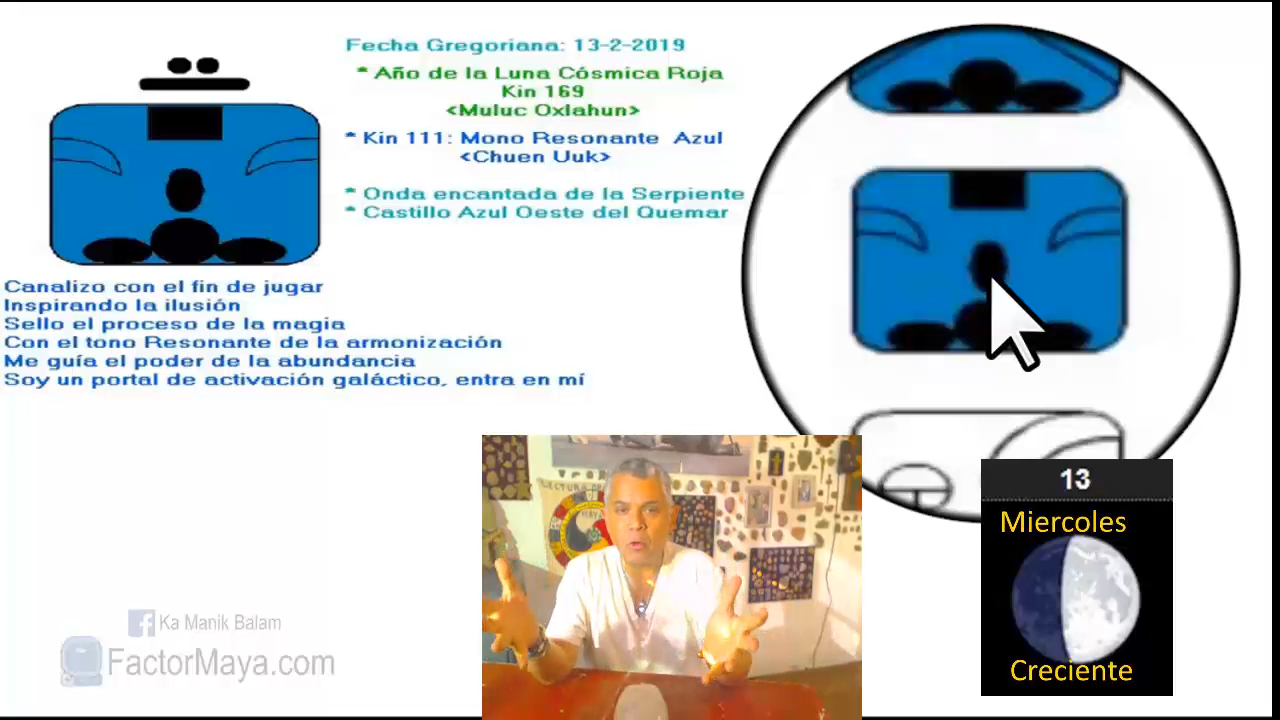 Fecha Gregoriana: 13-2-2019
* Año de la Luna Cósmica Roja
Kin 169
<Muluc Oxlahun>
* Kin 111: Mono Resonante Azul
<Chuen Uuk>
* Onda encantada de la Serpiente
* Castillo Azul Oeste del Quemar
Canalizo con el fin de jugar
Inspirando la ilusión
Sello el proceso de la magia
Con el tono Resonante de la armonización
Me guía el poder de la abundancia
Soy un portal de activación galáctico, entra en mí
13
Miercoles
Creciente
Ka Manik Balam
FactorMaya.com